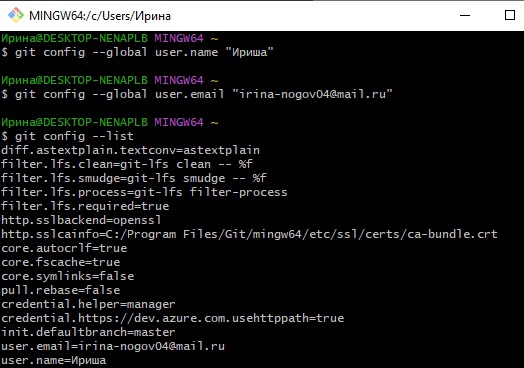 MINGW64:/c/Users/Ирина
Ирина@DESKTOP-NENAPLB MINGW64 ~
$ git config --global user.name "Ириша"
Ирина@DESKTOP-NENAPLB MINGW64 ~
$ git config --global user.email "irina-nogov04@mail.ru"
Ирина@DESKTOP-NENAPLB MINGW64 ~
$ git config --list
diff.astextplain.textconv=astextplain
filter.lfs.clean=git-lfs clean -- %f
filter.lfs.smudge=git-lfs smudge -- %f
filter.lfs.process=git-lfs filter-process
filter.lfs.required=true
http.sslbackend=openssl
http.sslcainfo=C:/Program Files/Git/mingw64/etc/ssl/certs/ca-bundle.crt
core.autocrlf=true
core.fscache=true
core.symlinks=false
pull.rebase=false
credential.helper=manager
credential.https://dev.azure.com.usehttppath=true
init.defaultbranch=master
user.email=irina-nogov04@mail.ru
user.name=Ириша